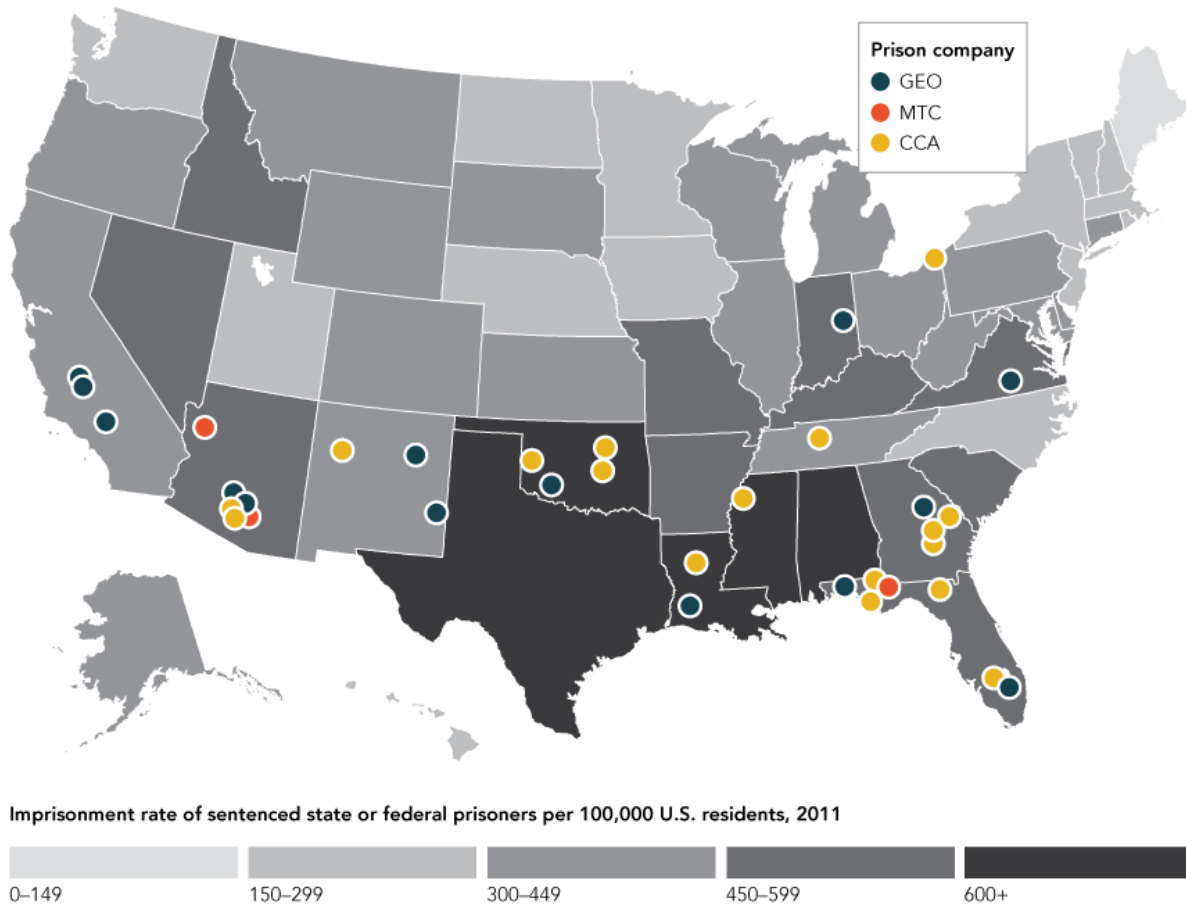 Prison company
GEO
MTC
CCA
Imprisonment rate of sentenced state or federal prisoners per 100,000 U.S. residents, 2011
0–149 150–299 300–449 450–599 600+